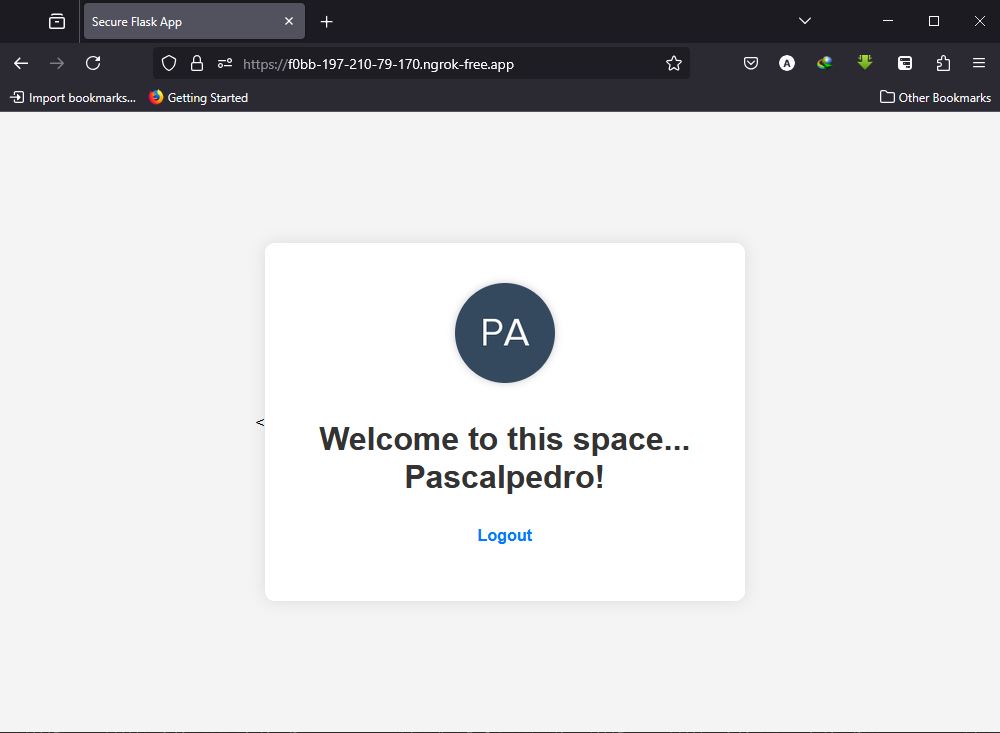 Secure Flask App
https://f0bb-197-210-79-170.ngrok-free.app
A
Import bookmarks...
Getting Started
Other Bookmarks
PA
<
Welcome to this space...
Pascalpedro!
Logout